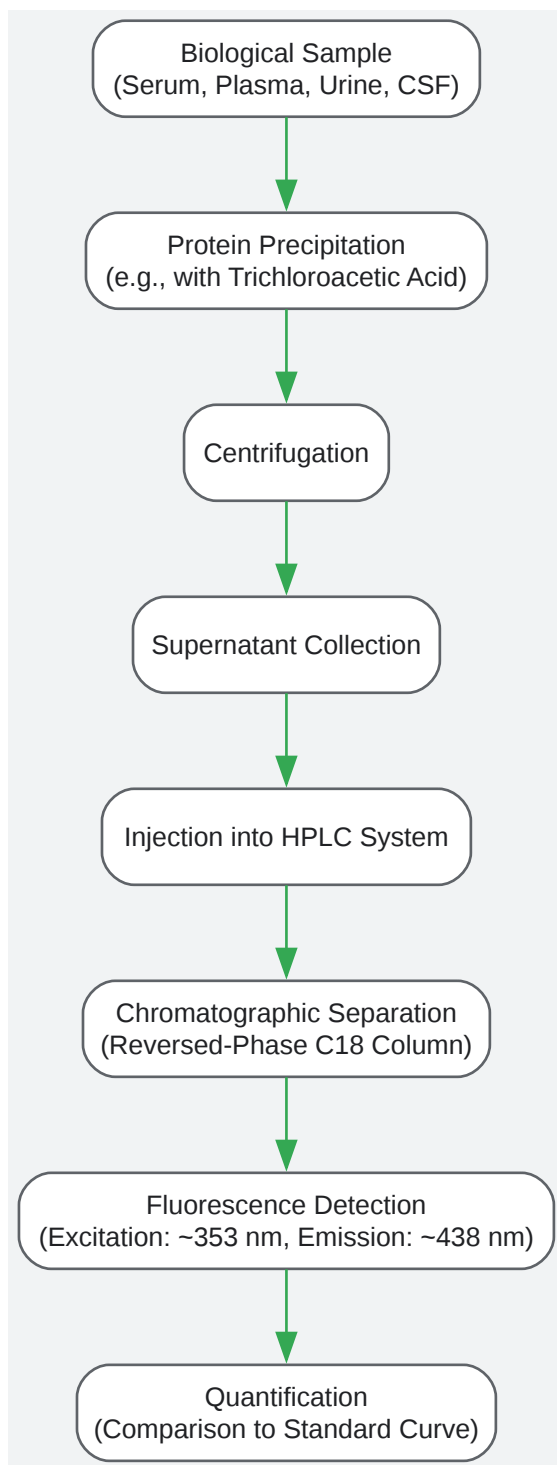 Biological Sample
(Serum, Plasma, Urine, CSF)
Protein Precipitation
(e.g., with Trichloroacetic Acid)
Centrifugation
Supernatant Collection
Injection into HPLC System
Chromatographic Separation
(Reversed-Phase C18 Column)
Fluorescence Detection
(Excitation: ~353 nm, Emission: ~438 nm)
Quantification
(Comparison to Standard Curve)